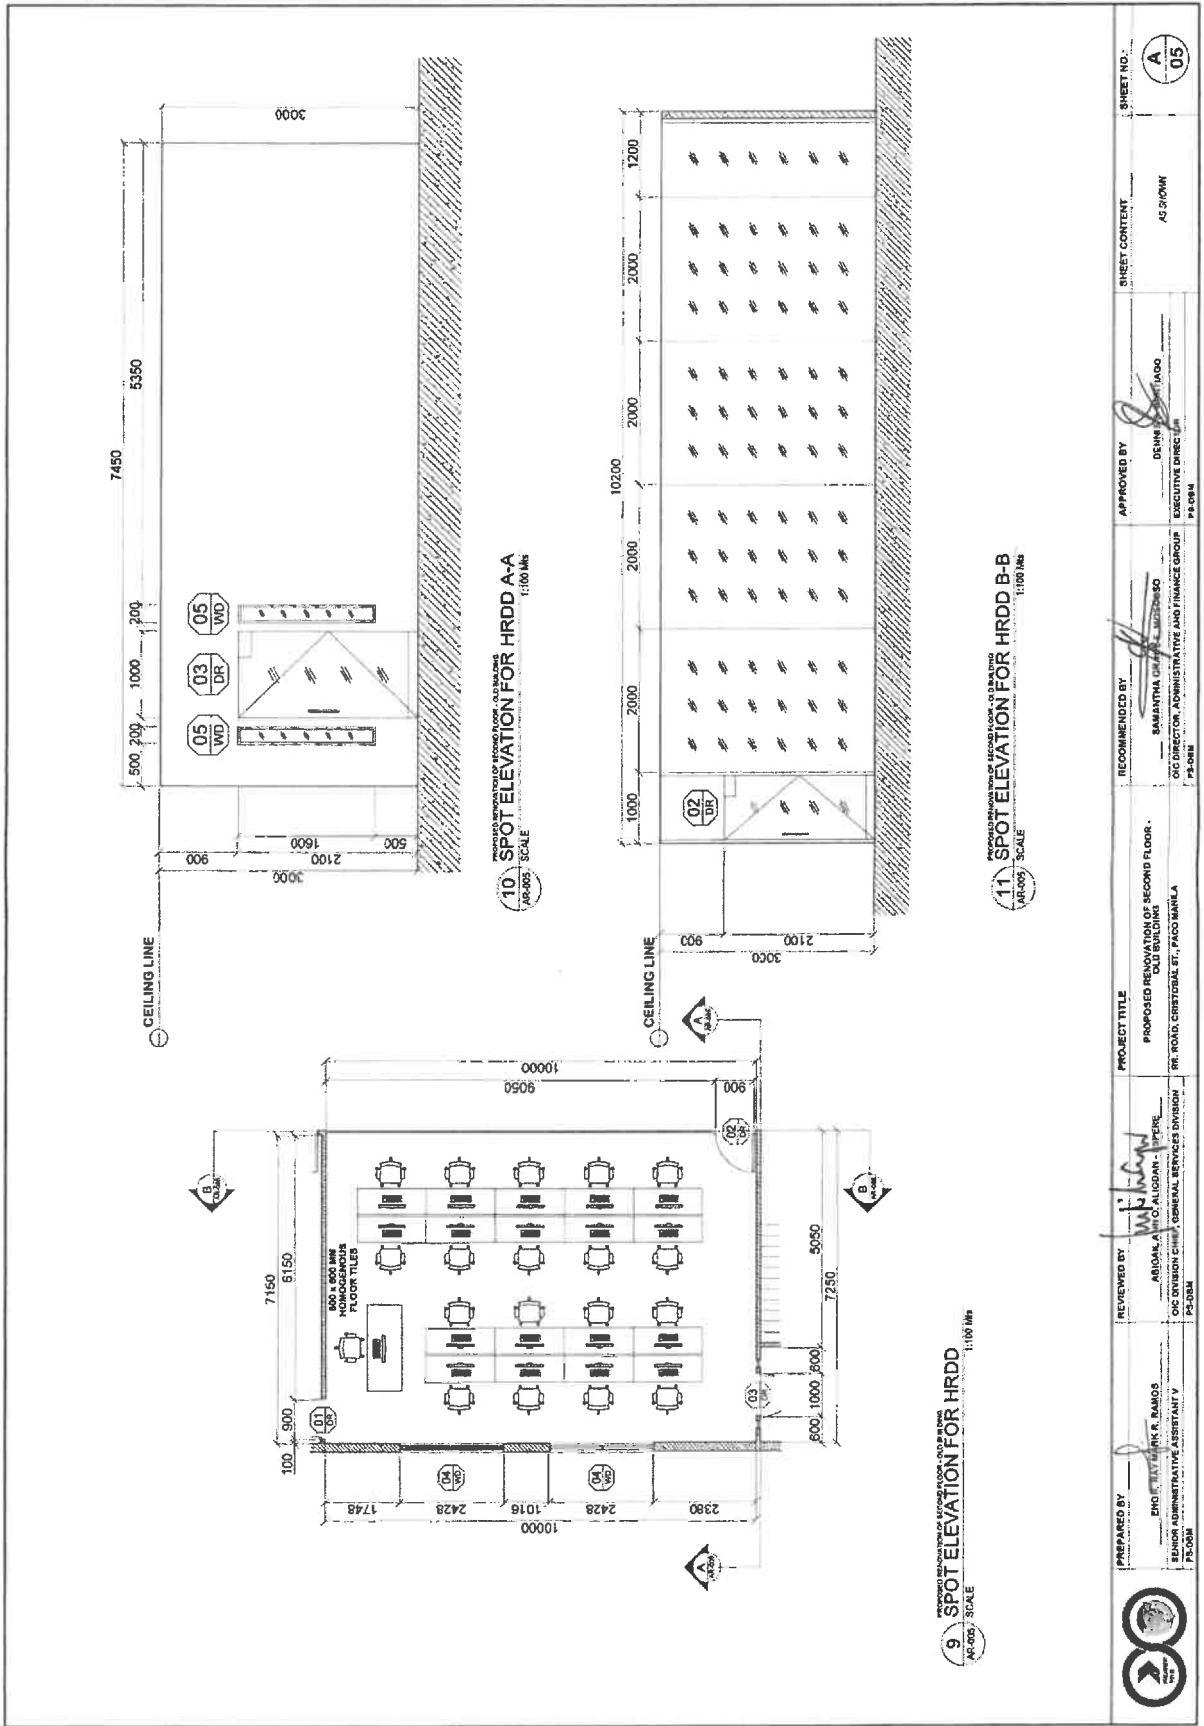 7150
100
900
6150
600 x 600 MM
HOMOGENOUS
FLOOR TILES
B
01
DR
1748
2428
1016
2428
2380
10000
04
WD
04
WD
10000
9050
900
02
DR
03
DR
600
1000
600
5050
7250
A
A
B
9
AR-005
PROPOSED RENOVATION OF SECOND FLOOR - OLD BUILDING
SPOT ELEVATION FOR HRDD
SCALE
1:100 Mts
CEILING LINE
7450
500
200
1000
200
5350
3000
900
1600
500
2100
3000
05
WD
03
DR
05
WD
10
AR-005
PROPOSED RENOVATION OF SECOND FLOOR - OLD BUILDING
SPOT ELEVATION FOR HRDD A-A
SCALE
1:100 Mts
CEILING LINE
10200
1000
2000
2000
2000
2000
1200
900
2100
3000
02
DR
11
AR-005
PROPOSED RENOVATION OF SECOND FLOOR - OLD BUILDING
SPOT ELEVATION FOR HRDD B-B
SCALE
1:100 Mts
PREPARED BY
MARK R. RAMOS
SENIOR ADMINISTRATIVE ASSISTANT V
PS-DBM
REVIEWED BY
ALIGDAN
OIC DIVISION CHIEF, GENERAL SERVICES DIVISION
PS-DBM
PROJECT TITLE
PROPOSED RENOVATION OF SECOND FLOOR -
OLD BUILDING
RR. ROAD, CRISTOBAL ST., PACO MANILA
RECOMMENDED BY
SAMANTHA
OIC DIRECTOR, ADMINISTRATIVE AND FINANCE GROUP
PS-DBM
APPROVED BY
EXECUTIVE DIRECTOR
PS-DBM
SHEET CONTENT
AS SHOWN
SHEET NO.:
A
05